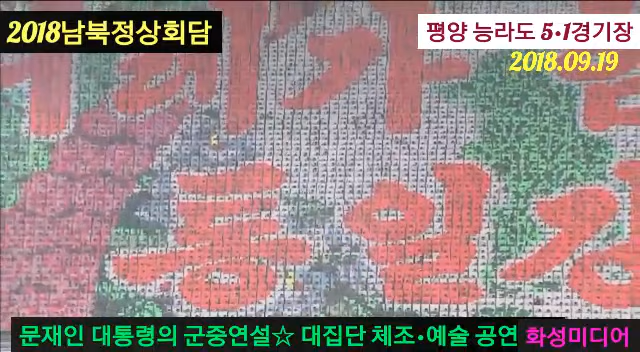 2018남북정상회담
평양 능라도 5·1경기장
2018.09.19
통일
문재인 대통령의 군중연설☆ 대집단 체조·예술 공연 화성미디어